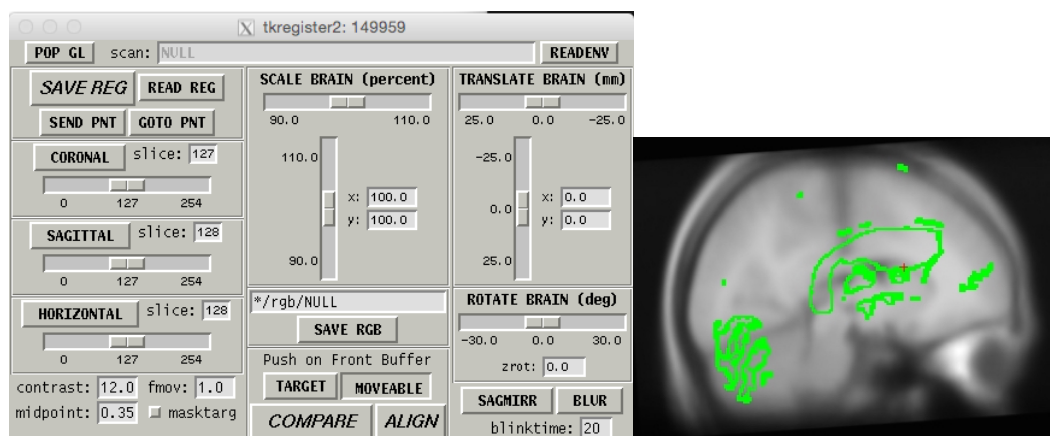 tkregister2: 149959
POP GL scan: NULL READENV
SAVE REG READ REG
SEND PNT GOTO PNT
CORONAL slice: 127
0 127 254
SAGITTAL slice: 128
0 127 254
HORIZONTAL slice: 128
0 127 254
contrast: 12.0 fmov: 1.0
midpoint: 0.35 masktarg
SCALE BRAIN (percent)
90.0 110.0
110.0
x: 100.0
y: 100.0
90.0
*/rgb/NULL
SAVE RGB
Push on Front Buffer
TARGET MOVEABLE
COMPARE ALIGN
TRANSLATE BRAIN (mm)
25.0 0.0 -25.0
-25.0
x: 0.0
0.0 y: 0.0
25.0
ROTATE BRAIN (deg)
-30.0 0.0 30.0
zrot: 0.0
SAGMIRR BLUR
blinktime: 20